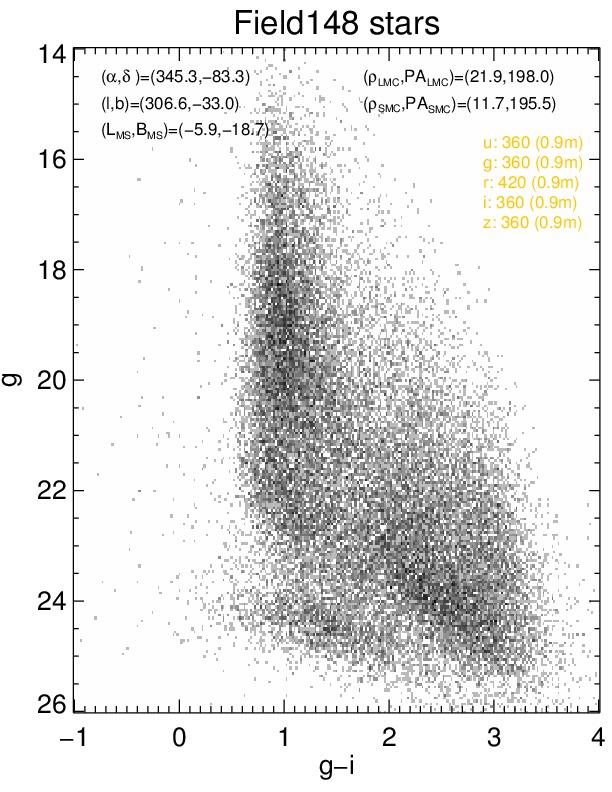 Field148 stars
(α,δ )=(345.3,−83.3)
(ρLMC,PALMC)=(21.9,198.0)
(l,b)=(306.6,−33.0)
(ρSMC,PASMC)=(11.7,195.5)
(LMS,BMS)=(−5.9,−18.7)
u: 360 (0.9m)
g: 360 (0.9m)
r: 420 (0.9m)
i: 360 (0.9m)
z: 360 (0.9m)
14
16
18
20
22
24
26
g
−1 0 1 2 3 4
g−i